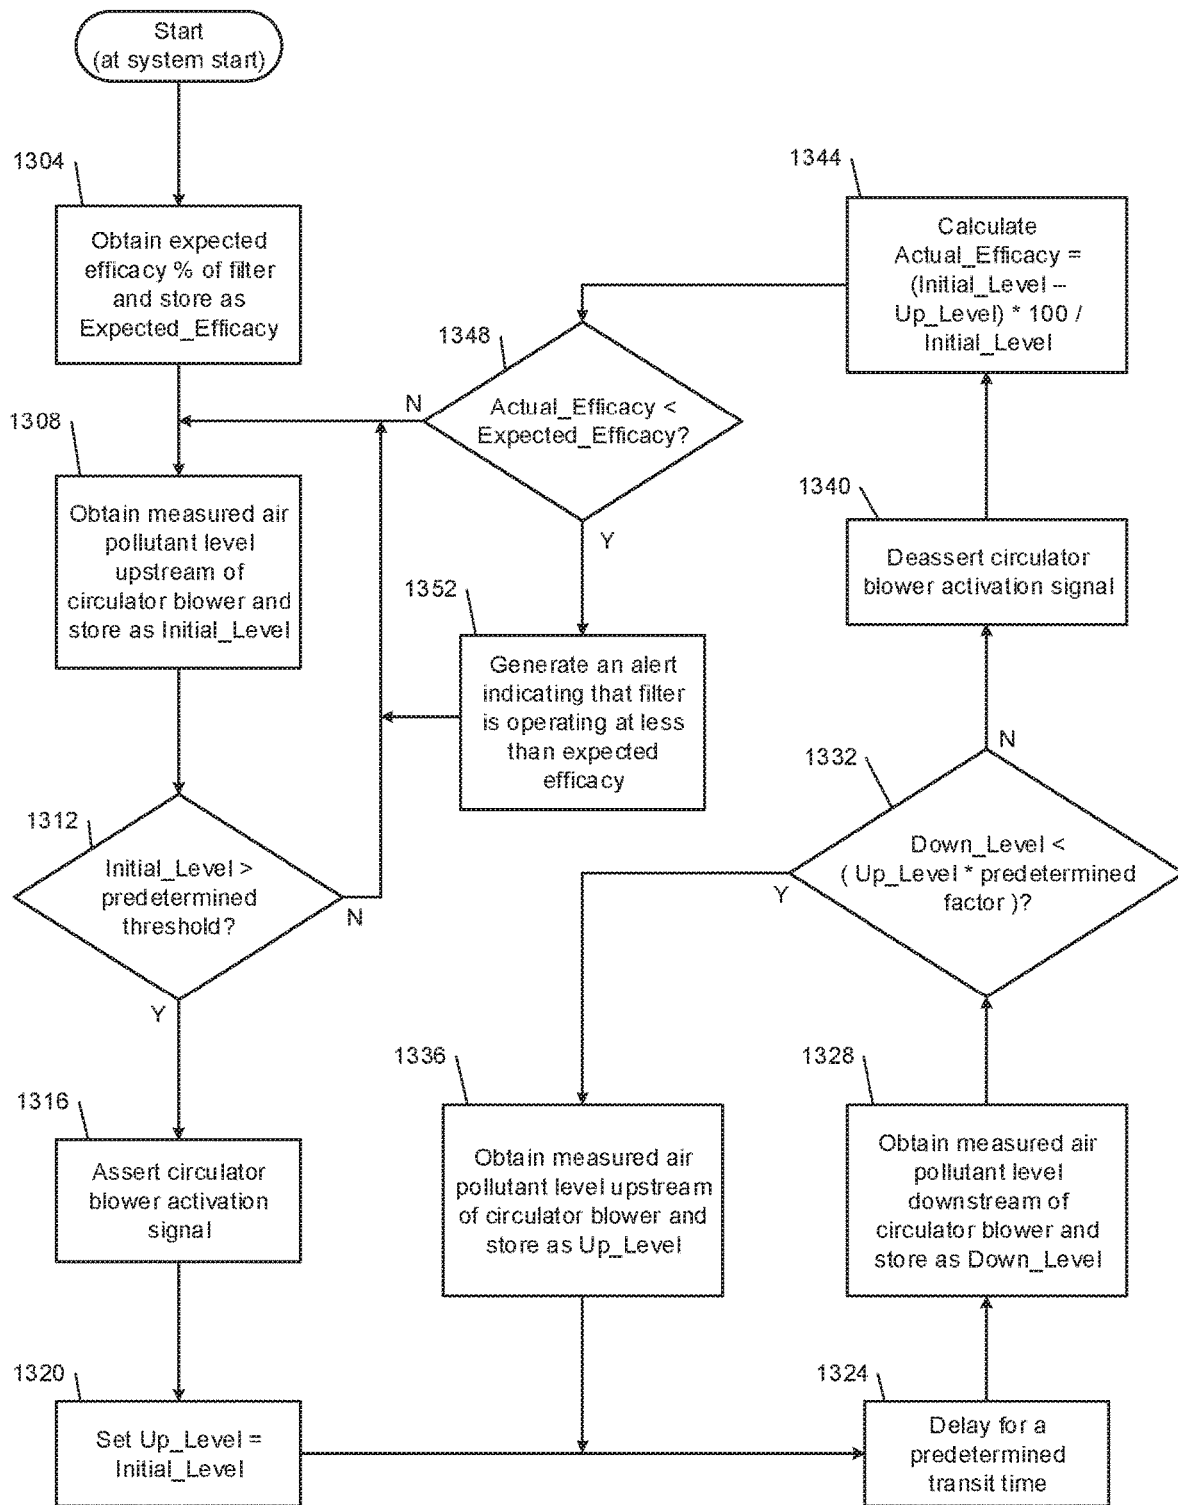 Start
(at system start)
1304
Obtain expected
efficacy % of filter
and store as
Expected_Efficacy
1308
Obtain measured air
pollutant level
upstream of
circulator blower and
store as Initial_Level
1312
Initial_Level >
predetermined
threshold?
N
Y
1316
Assert circulator
blower activation
signal
1320
Set Up_Level =
Initial_Level
1324
Delay for a
predetermined
transit time
1328
Obtain measured air
pollutant level
downstream of
circulator blower and
store as Down_Level
1332
Down_Level <
( Up_Level * predetermined
factor )?
Y
N
1336
Obtain measured air
pollutant level upstream
of circulator blower and
store as Up_Level
1340
Deassert circulator
blower activation signal
1344
Calculate
Actual_Efficacy =
(Initial_Level –
Up_Level) * 100 /
Initial_Level
1348
Actual_Efficacy <
Expected_Efficacy?
N
Y
1352
Generate an alert
indicating that filter
is operating at less
than expected
efficacy